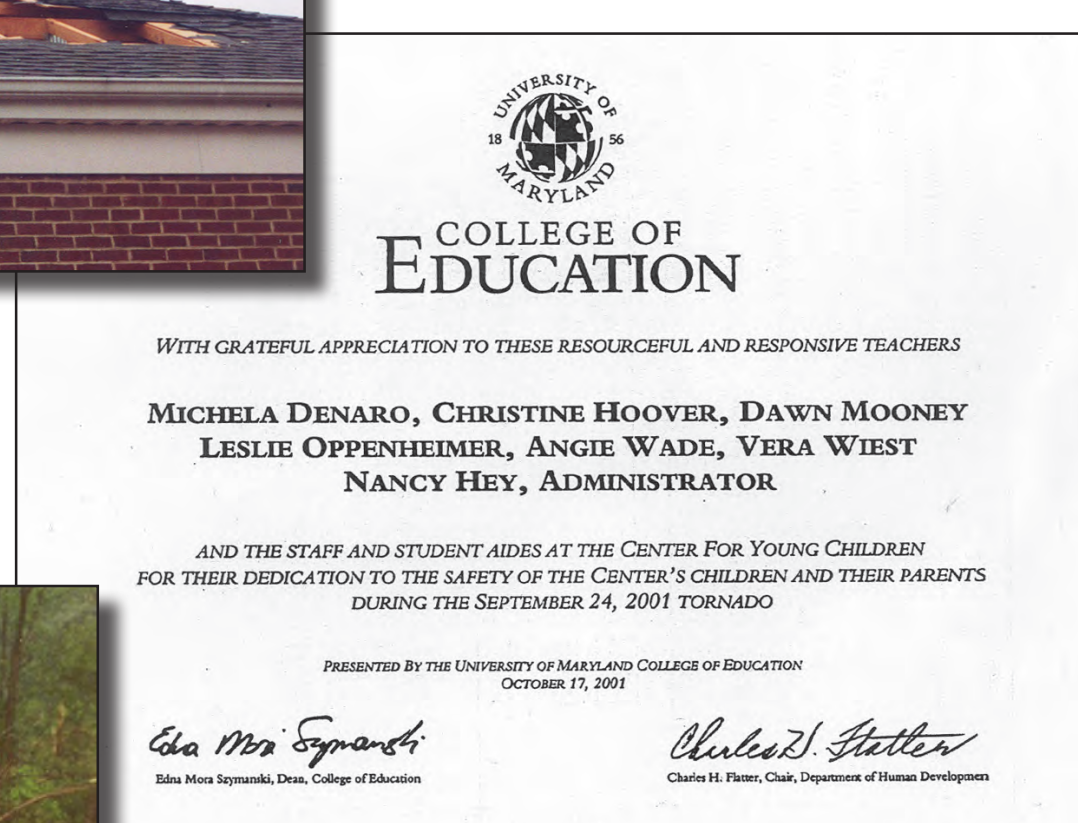 UNIVERSITY OF
18 56
MARYLAND
COLLEGE OF
EDUCATION
WITH GRATEFUL APPRECIATION TO THESE RESOURCEFUL AND RESPONSIVE TEACHERS
MICHELA DENARO, CHRISTINE HOOVER, DAWN MOONEY
LESLIE OPPENHEIMER, ANGIE WADE, VERA WIEST
NANCY HEY, ADMINISTRATOR
AND THE STAFF AND STUDENT AIDES AT THE CENTER FOR YOUNG CHILDREN
FOR THEIR DEDICATION TO THE SAFETY OF THE CENTER'S CHILDREN AND THEIR PARENTS
DURING THE SEPTEMBER 24, 2001 TORNADO
PRESENTED BY THE UNIVERSITY OF MARYLAND COLLEGE OF EDUCATION
OCTOBER 17, 2001
Edna Mora Szymanski
Charles H. Flatter
Edna Mora Szymanski, Dean, College of Education
Charles H. Flatter, Chair, Department of Human Developmen